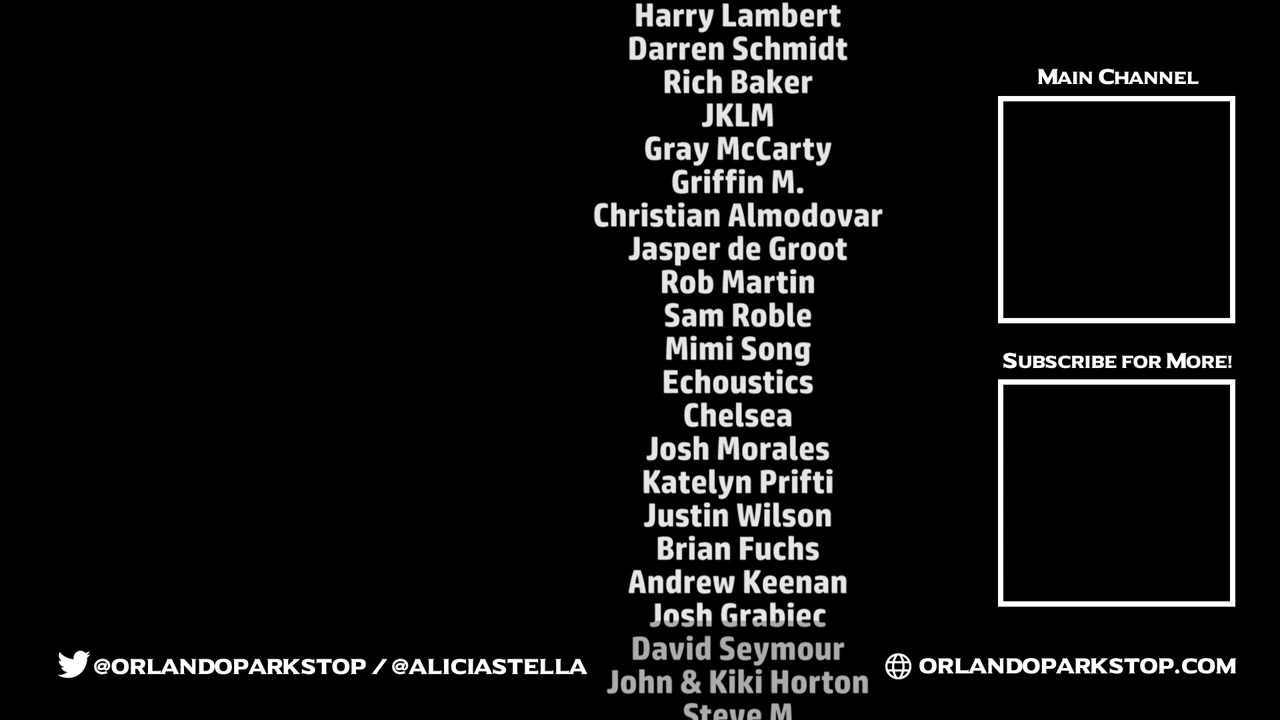 Harry Lambert
Darren Schmidt
Rich Baker
JKLM
Gray McCarty
Griffin M.
Christian Almodovar
Jasper de Groot
Rob Martin
Sam Roble
Mimi Song
Echoustics
Chelsea
Josh Morales
Katelyn Prifti
Justin Wilson
Brian Fuchs
Andrew Keenan
Josh Grabiec
David Seymour
John & Kiki Horton
Steve M
Main Channel
Subscribe for More!
@ORLANDOPARKSTOP / @ALICIASTELLA
ORLANDOPARKSTOP.COM